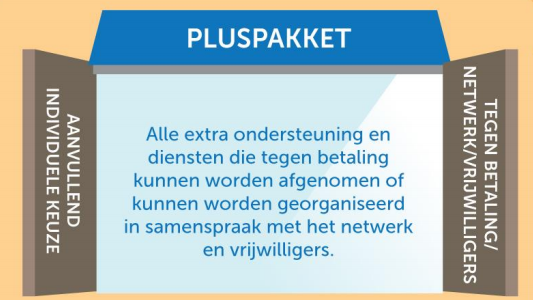 PLUSPAKKET
AANVULLEND
INDIVIDUELE KEUZE
Alle extra ondersteuning en
diensten die tegen betaling
kunnen worden afgenomen of
kunnen worden georganiseerd
in samenspraak met het netwerk
en vrijwilligers.
TEGEN BETALING/
NETWERK/VRIJWILLIGERS